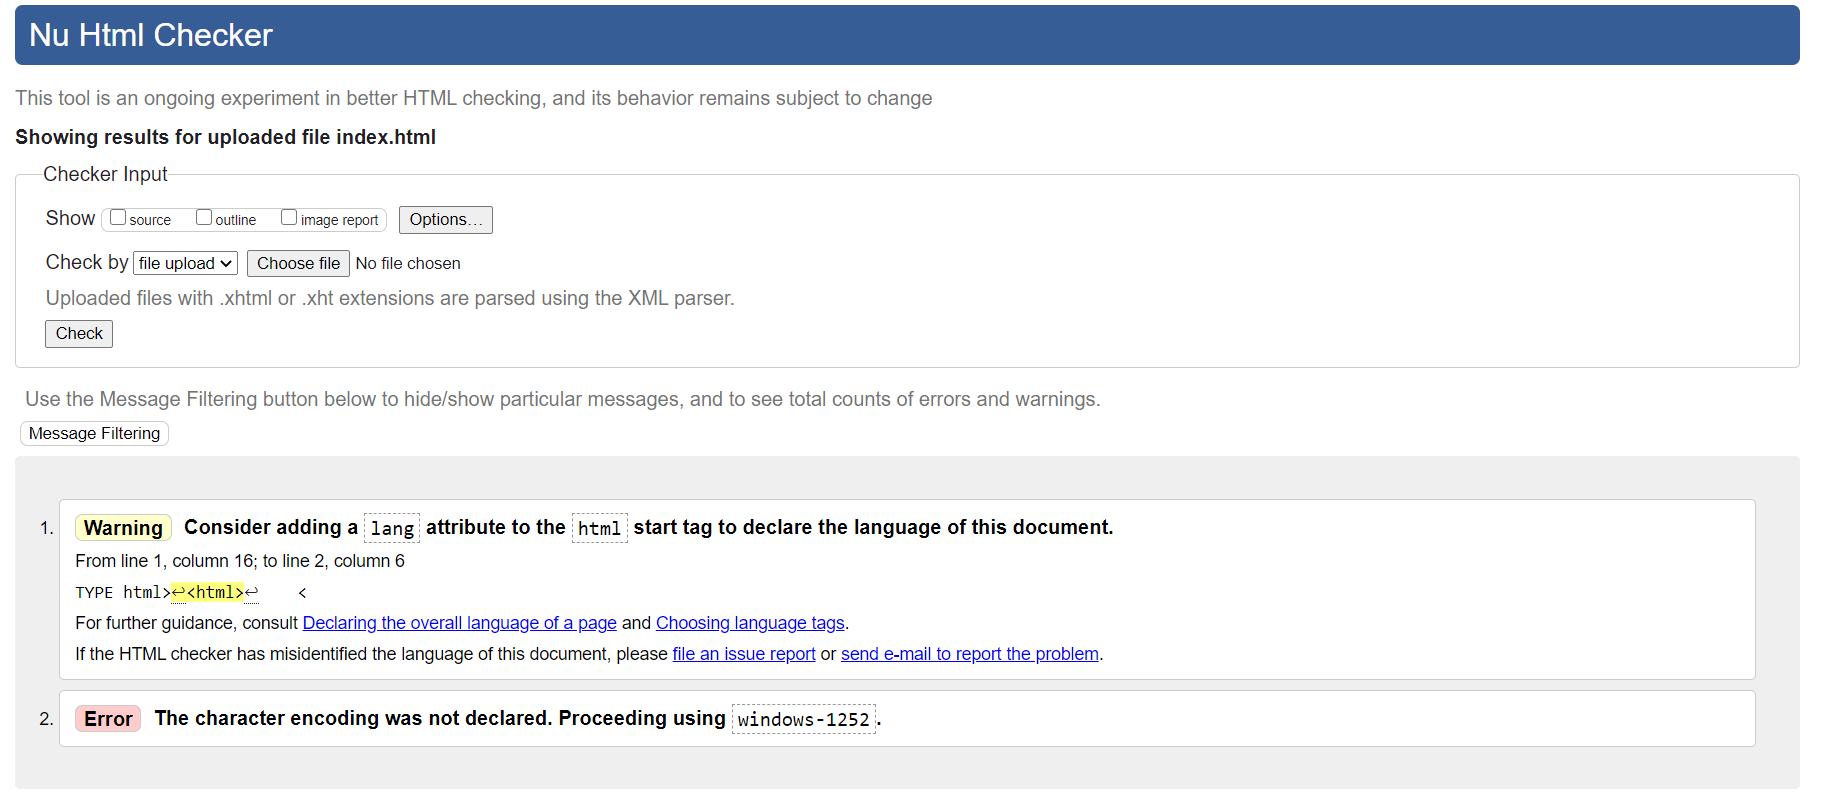 Nu Html Checker
This tool is an ongoing experiment in better HTML checking, and its behavior remains subject to change
Showing results for uploaded file index.html
Checker Input
Show source outline image report Options...
Check by file upload Choose file No file chosen
Uploaded files with .xhtml or .xht extensions are parsed using the XML parser.
Check
Use the Message Filtering button below to hide/show particular messages, and to see total counts of errors and warnings.
Message Filtering
1. Warning Consider adding a lang attribute to the html start tag to declare the language of this document.
From line 1, column 16; to line 2, column 6
TYPE html>↩<html>↩    <
For further guidance, consult Declaring the overall language of a page and Choosing language tags.
If the HTML checker has misidentified the language of this document, please file an issue report or send e-mail to report the problem.
2. Error The character encoding was not declared. Proceeding using windows-1252.